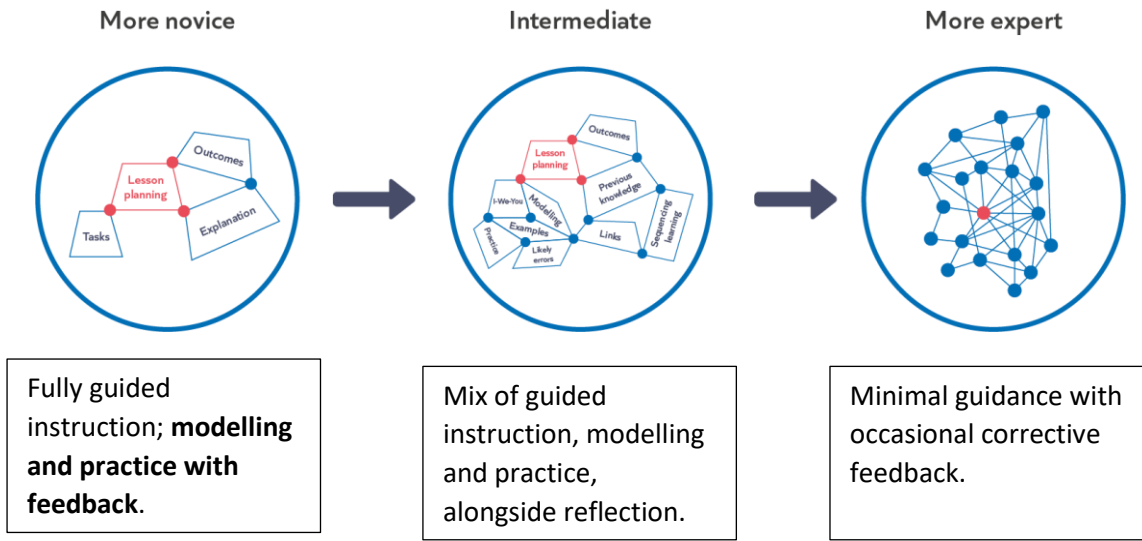 More novice
Intermediate
More expert
Outcomes
Lesson
planning
Explanation
Tasks
Outcomes
Lesson
planning
Previous
knowledge
I-We-You
Modelling
Examples
Practice
Likely
errors
Links
Sequencing
learning
Fully guided
instruction; modelling
and practice with
feedback.
Mix of guided
instruction, modelling
and practice,
alongside reflection.
Minimal guidance with
occasional corrective
feedback.